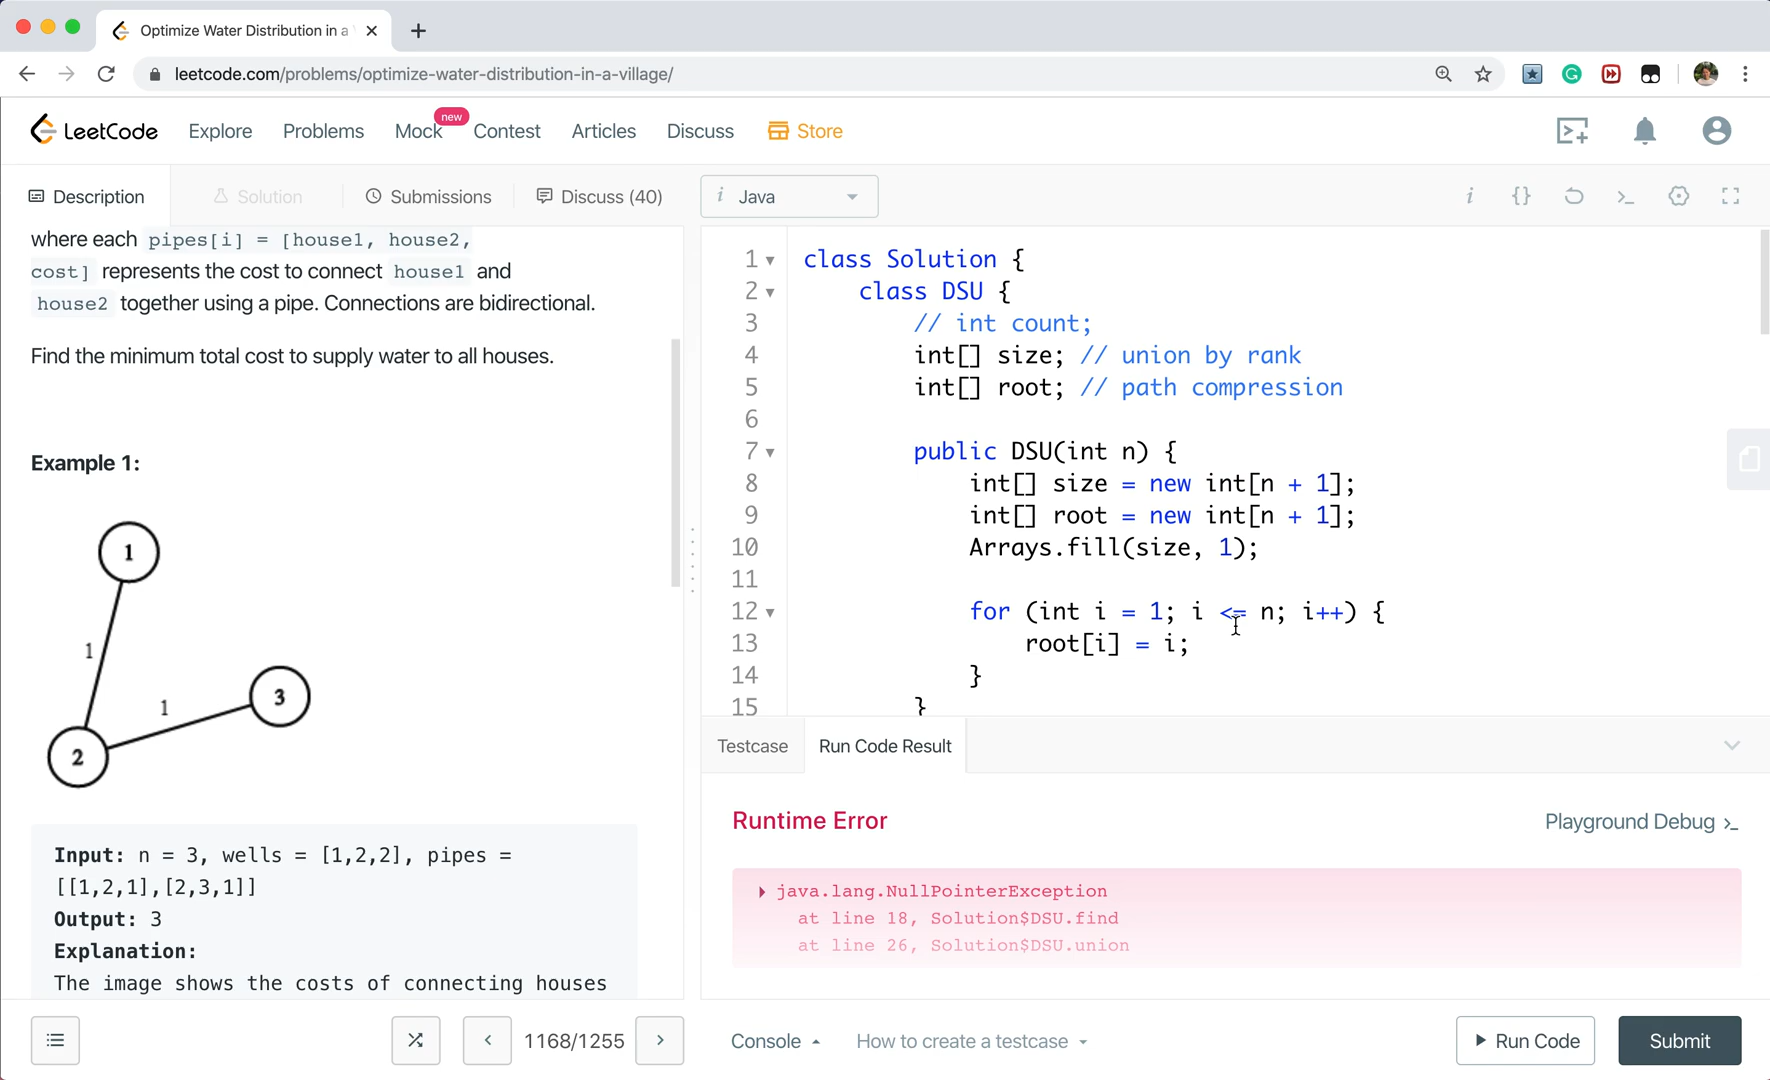 Optimize Water Distribution in a
leetcode.com/problems/optimize-water-distribution-in-a-village/
LeetCode
Explore
Problems
Mock
new
Contest
Articles
Discuss
Store
Description
Solution
Submissions
Discuss (40)
i Java
i {} >_
where each pipes[i] = [house1, house2,
cost] represents the cost to connect house1 and
house2 together using a pipe. Connections are bidirectional.
Find the minimum total cost to supply water to all houses.
Example 1:
1
1
1
3
2
Input: n = 3, wells = [1,2,2], pipes =
[[1,2,1],[2,3,1]]
Output: 3
Explanation:
The image shows the costs of connecting houses
1 class Solution {
2 class DSU {
3 // int count;
4 int[] size; // union by rank
5 int[] root; // path compression
6
7 public DSU(int n) {
8 int[] size = new int[n + 1];
9 int[] root = new int[n + 1];
10 Arrays.fill(size, 1);
11
12 for (int i = 1; i <= n; i++) {
13 root[i] = i;
14 }
15 }
Testcase
Run Code Result
Runtime Error
Playground Debug >_
java.lang.NullPointerException
at line 18, Solution$DSU.find
at line 26, Solution$DSU.union
1168/1255
Console
How to create a testcase
Run Code
Submit